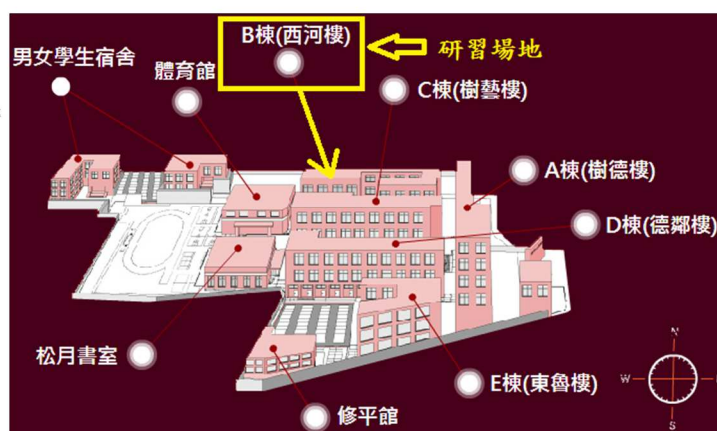 B棟(西河樓)
研習場地
男女學生宿舍
體育館
C棟(樹藝樓)
A棟(樹德樓)
D棟(德鄰樓)
松月書室
E棟(東魯樓)
修平館
N
W
S